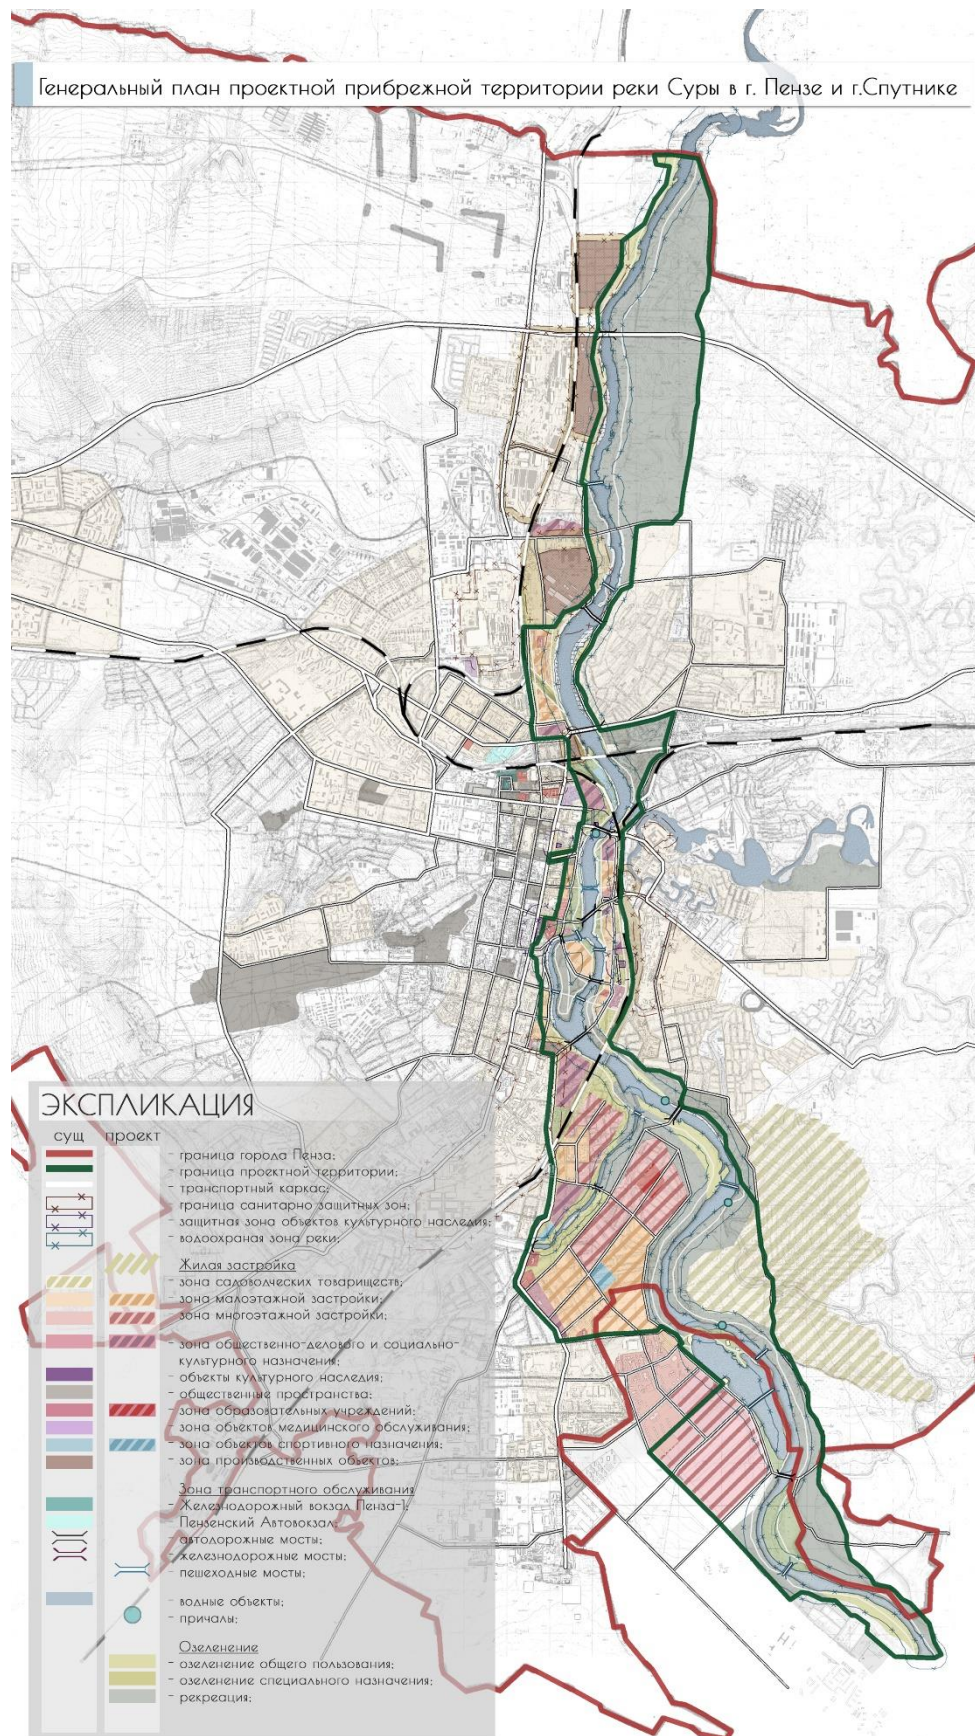 Генеральный план проектной прибрежной территории реки Суры в г. Пензе и г.Спутнике
ЭКСПЛИКАЦИЯ
сущ проект
- граница города Пенза;
- граница проектной территории;
- транспортный каркас;
граница санитарно защитных зон;
- защитная зона объектов культурного наследия;
- водоохраная зона реки;
Жилая застройка
- зона садоводческих товариществ;
- зона малоэтажной застройки;
- зона многоэтажной застройки;
- зона общественно-делового и социально-
культурного назначения;
- объекты культурного наследия;
- общественные пространства;
- зона образовательных учреждений;
зона объектов медицинского обслуживания;
- зона объектов спортивного назначения;
- зона производственных объектов;
Зона транспортного обслуживания
- Железнодорожный вокзал Пенза-1;
Пензенский Автовокзал;
- автодорожные мосты;
- железнодорожные мосты;
- пешеходные мосты;
- водные объекты;
- причалы;
Озеленение
- озеленение общего пользования;
- озеленение специального назначения;
- рекреация;